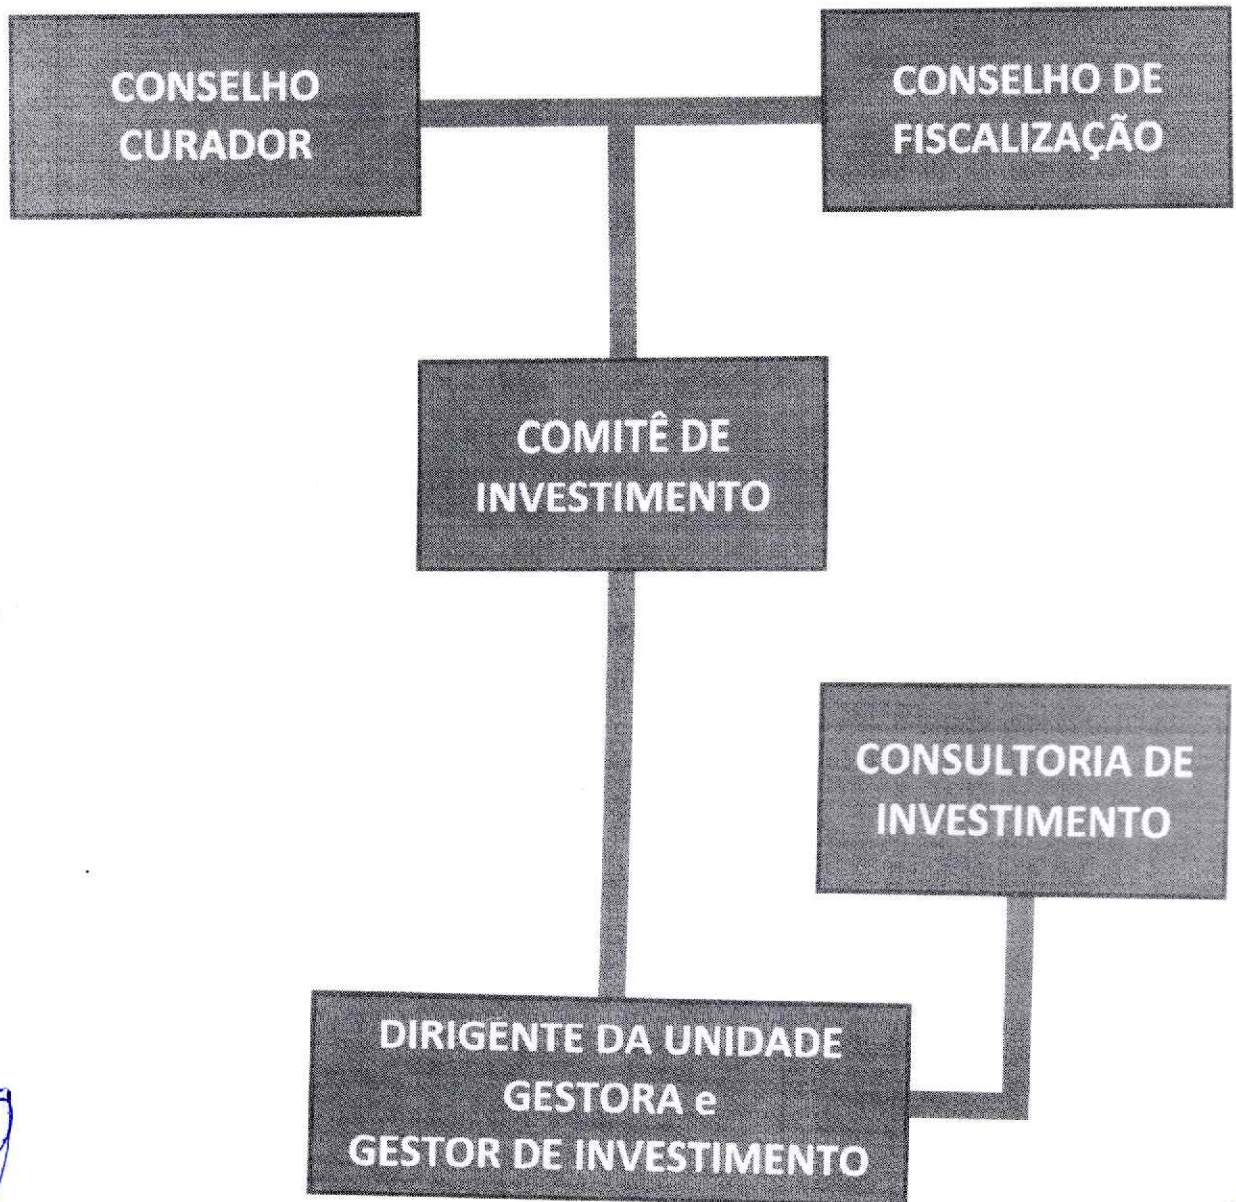 CONSELHO
CURADOR
CONSELHO DE
FISCALIZAÇÃO
COMITÊ DE
INVESTIMENTO
CONSULTORIA DE
INVESTIMENTO
DIRIGENTE DA UNIDADE
GESTORA e
GESTOR DE INVESTIMENTO